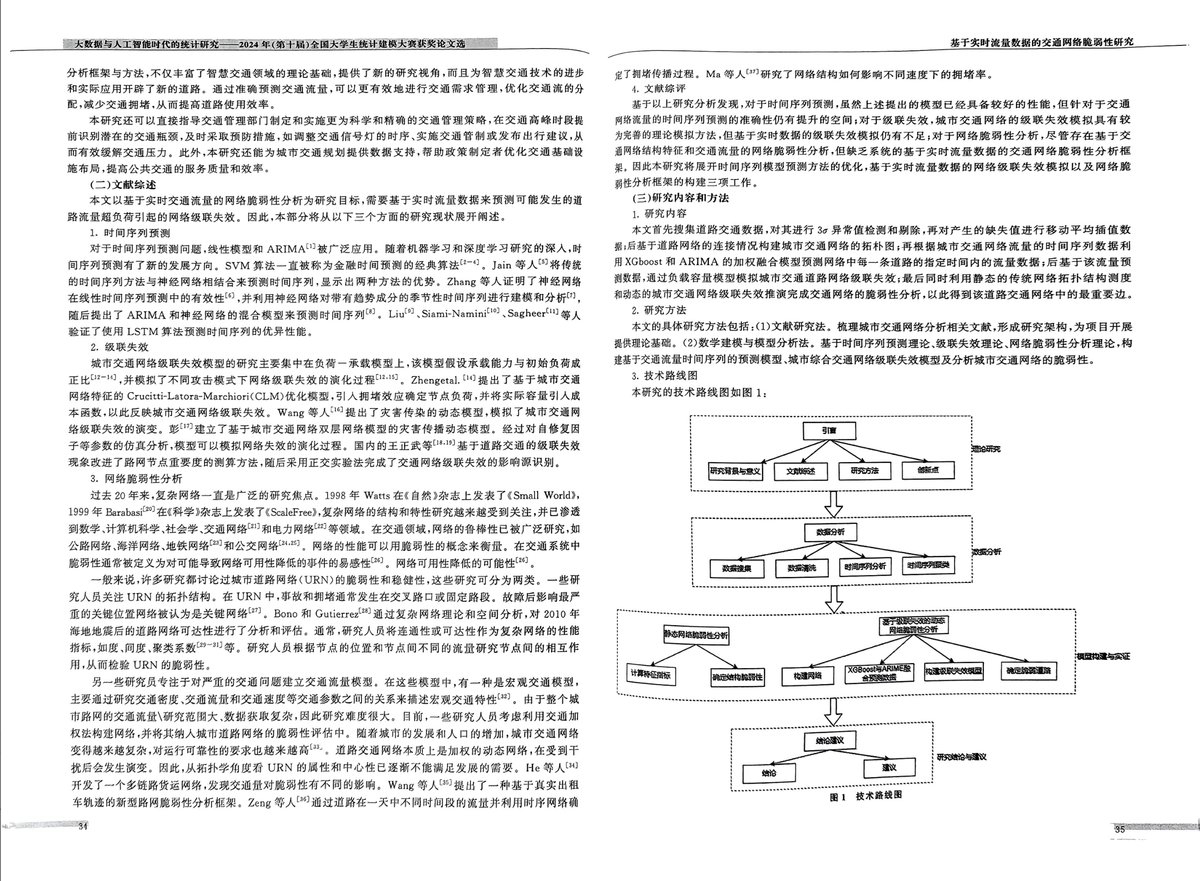 大数据与人工智能时代的统计研究——2024年(第十届)全国大学生统计建模大赛获奖论文选
分析框架与方法,不仅丰富了智慧交通领域的理论基础,提供了新的研究视角,而且为智慧交通技术的进步
和实际应用开辟了新的道路。通过准确预测交通流量,可以更有效地进行交通需求管理,优化交通流的分
配,减少交通拥堵,从而提高道路使用效率。
本研究还可以直接指导交通管理部门制定和实施更为科学和精确的交通管理策略,在交通高峰时段提
前识别潜在的交通瓶颈,及时采取预防措施,如调整交通信号灯的时序、实施交通管制或发布出行建议,从
而有效缓解交通压力。此外,本研究还能为城市交通规划提供数据支持,帮助政策制定者优化交通基础设
施布局,提高公共交通的服务质量和效率。
(二)文献综述
本文以基于实时交通流量的网络脆弱性分析为研究目标,需要基于实时流量数据来预测可能发生的道
路流量超负荷引起的网络级联失效。因此,本部分将从以下三个方面的研究现状展开阐述。
1. 时间序列预测
对于时间序列预测问题,线性模型和 ARIMA[1]被广泛应用。随着机器学习和深度学习研究的深入,时
间序列预测有了新的发展方向。SVM 算法一直被称为金融时间预测的经典算法[2-4]。Jain 等人[5]将传统
的时间序列方法与神经网络相结合来预测时间序列,显示出两种方法的优势。Zhang 等人证明了神经网络
在线性时间序列预测中的有效性[6],并利用神经网络对带有趋势成分的季节性时间序列进行建模和分析[7],
随后提出了 ARIMA 和神经网络的混合模型来预测时间序列[8]。Liu[9]、Siami-Namini[10]、Sagheer[11]等人
验证了使用 LSTM 算法预测时间序列的优异性能。
2. 级联失效
城市交通网络级联失效模型的研究主要集中在负荷—承载模型上,该模型假设承载能力与初始负荷成
正比[12-14],并模拟了不同攻击模式下网络级联失效的演化过程[12,15]。Zhengetal.[14]提出了基于城市交通
网络特征的 Crucitti-Latora-Marchiori(CLM)优化模型,引入拥堵效应确定节点负荷,并将实际容量引入成
本函数,以此反映城市交通网络级联失效。Wang 等人[16]提出了灾害传染的动态模型,模拟了城市交通网
络级联失效的演变。彭[17]建立了基于城市交通网络双层网络模型的灾害传播动态模型。经过对自修复因
子等参数的仿真分析,模型可以模拟网络失效的演化过程。国内的王正武等[18,19]基于道路交通的级联失效
现象改进了路网节点重要度的测算方法,随后采用正交实验法完成了交通网络级联失效的影响源识别。
3. 网络脆弱性分析
过去 20 年来,复杂网络一直是广泛的研究焦点。1998 年 Watts 在《自然》杂志上发表了《Small World》,
1999 年 Barabasi[20]在《科学》杂志上发表了《ScaleFree》,复杂网络的结构和特性研究越来越受到关注,并已渗透
到数学、计算机科学、社会学、交通网络[21]和电力网络[22]等领域。在交通领域,网络的鲁棒性已被广泛研究,如
公路网络、海洋网络、地铁网络[23]和公交网络[24,25]。网络的性能可以用脆弱性的概念来衡量。在交通系统中
脆弱性通常被定义为对可能导致网络可用性降低的事件的易感性[26]。网络可用性降低的可能性[26]。
一般来说,许多研究都讨论过城市道路网络(URN)的脆弱性和稳健性,这些研究可分为两类。一些研
究人员关注 URN 的拓扑结构。在 URN 中,事故和拥堵通常发生在交叉路口或固定路段。故障后影响最严
重的关键位置网络被认为是关键网络[27]。Bono 和 Gutierrez[28]通过复杂网络理论和空间分析,对 2010 年
海地地震后的道路网络可达性进行了分析和评估。通常,研究人员将连通性或可达性作为复杂网络的性能
指标,如度、同度、聚类系数[29-31]等。研究人员根据节点的位置和节点间不同的流量研究节点间的相互作
用,从而检验 URN 的脆弱性。
另一些研究员专注于对严重的交通问题建立交通流量模型。在这些模型中,有一种是宏观交通模型,
主要通过研究交通密度、交通流量和交通速度等交通参数之间的关系来描述宏观交通特性[32]。由于整个城
市路网的交通流量\研究范围大、数据获取复杂,因此研究难度很大。目前,一些研究人员考虑利用交通加
权法构建网络,并将其纳入城市道路网络的脆弱性评估中。随着城市的发展和人口的增加,城市交通网络
变得越来越复杂,对运行可靠性的要求也越来越高[33]。道路交通网络本质上是加权的动态网络,在受到干
扰后会发生演变。因此,从拓扑学角度看 URN 的属性和中心性已逐渐不能满足发展的需要。He 等人[34]
开发了一个多链路货运网络,发现交通量对脆弱性有不同的影响。Wang 等人[35]提出了一种基于真实出租
车轨迹的新型路网脆弱性分析框架。Zeng 等人[36]通过道路在一天中不同时间段的流量并利用时序网络确
34
基于实时流量数据的交通网络脆弱性研究
定了拥堵传播过程。Ma 等人[37]研究了网络结构如何影响不同速度下的拥堵率。
4. 文献综评
基于以上研究分析发现,对于时间序列预测,虽然上述提出的模型已经具备较好的性能,但针对于交通
网络流量的时间序列预测的准确性仍有提升的空间;对于级联失效,城市交通网络的级联失效模拟具有较
为完善的理论模拟方法,但基于实时数据的级联失效模拟仍有不足;对于网络脆弱性分析,尽管存在基于交
通网络结构特征和交通流量的网络脆弱性分析,但缺乏系统的基于实时流量数据的交通网络脆弱性分析框
架。因此本研究将展开时间序列模型预测方法的优化,基于实时流量数据的网络级联失效模拟以及网络脆
弱性分析框架的构建三项工作。
(三)研究内容和方法
1. 研究内容
本文首先搜集道路交通数据,对其进行 3σ 异常值检测和剔除,再对产生的缺失值进行移动平均插值数
据;后基于道路网络的连接情况构建城市交通网络的拓朴图;再根据城市交通网络流量的时间序列数据利
用 XGboost 和 ARIMA 的加权融合模型预测网络中每一条道路的指定时间内的流量数据;后基于该流量预
测数据,通过负载容量模型模拟城市交通道路网络级联失效;最后同时利用静态的传统网络拓扑结构测度
和动态的城市交通网络级联失效推演完成交通网络的脆弱性分析,以此得到该道路交通网络中的最重要边。
2. 研究方法
本文的具体研究方法包括:(1)文献研究法。梳理城市交通网络分析相关文献,形成研究架构,为项目开展
提供理论基础。(2)数学建模与模型分析法。基于时间序列预测理论、级联失效理论、网络脆弱性分析理论,构
建基于交通流量时间序列的预测模型、城市综合交通网络级联失效模型及分析城市交通网络的脆弱性。
3. 技术路线图
本研究的技术路线图如图 1:
引言
理论研究
研究背景与意义
文献综述
研究方法
创新点
数据分析
数据分析
数据搜集
数据清洗
时间序列分析
时间序列聚类
静态网络脆弱性分析
基于级联失效的动态
网络脆弱性分析
模型构建与实证
计算特征指标
确定结构脆弱性
构建网络
XGBoost与ARIME融
合预测数据
构建级联失效模型
确定脆弱道路
结论建议
研究结论与建议
结论
建议
图 1 技术路线图
35